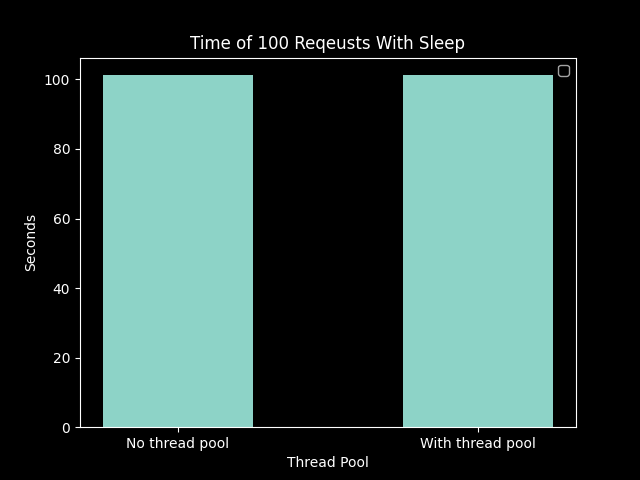 Time of 100 Reqeusts With Sleep
100
80
60
40
20
0
Seconds
No thread pool
With thread pool
Thread Pool